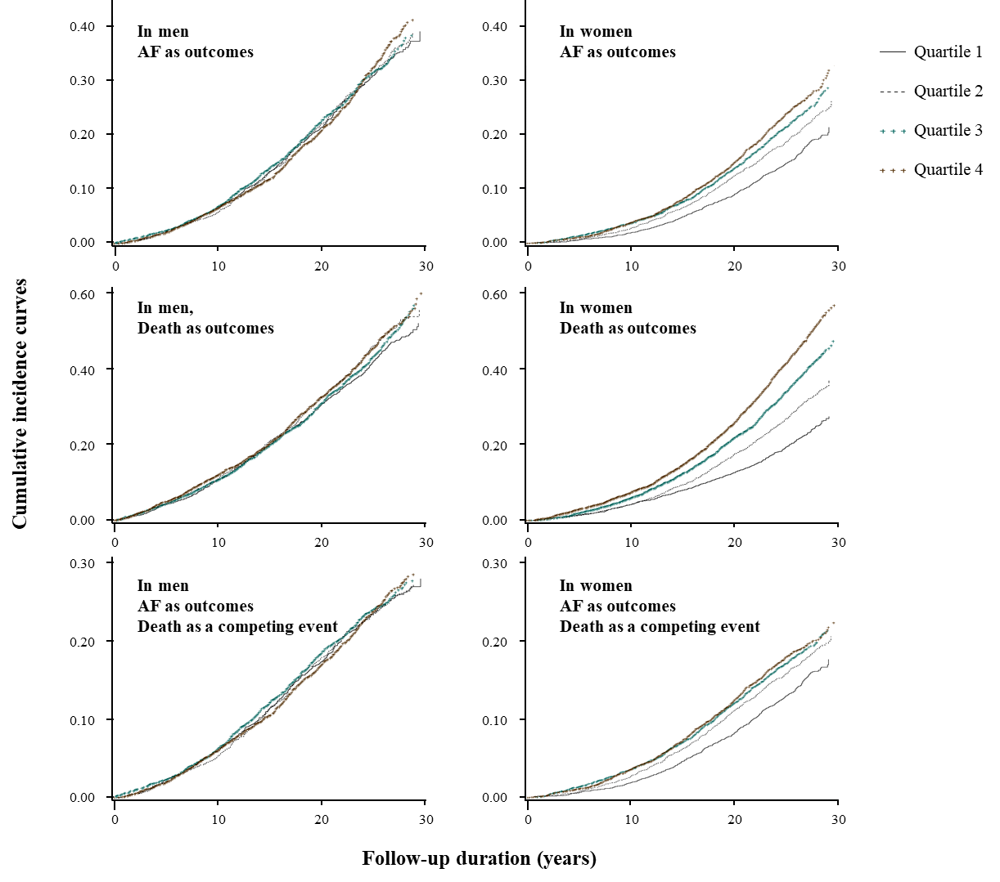 Cumulative incidence curves
In men
AF as outcomes
0.40
0.30
0.20
0.10
0.00
0 10 20 30
In women
AF as outcomes
0.40
0.30
0.20
0.10
0.00
0 10 20 30
Quartile 1
Quartile 2
Quartile 3
Quartile 4
In men,
Death as outcomes
0.60
0.40
0.20
0.00
0 10 20 30
In women
Death as outcomes
0.60
0.40
0.20
0.00
0 10 20 30
In men
AF as outcomes
Death as a competing event
0.30
0.20
0.10
0.00
0 10 20 30
In women
AF as outcomes
Death as a competing event
0.30
0.20
0.10
0.00
0 10 20 30
Follow-up duration (years)